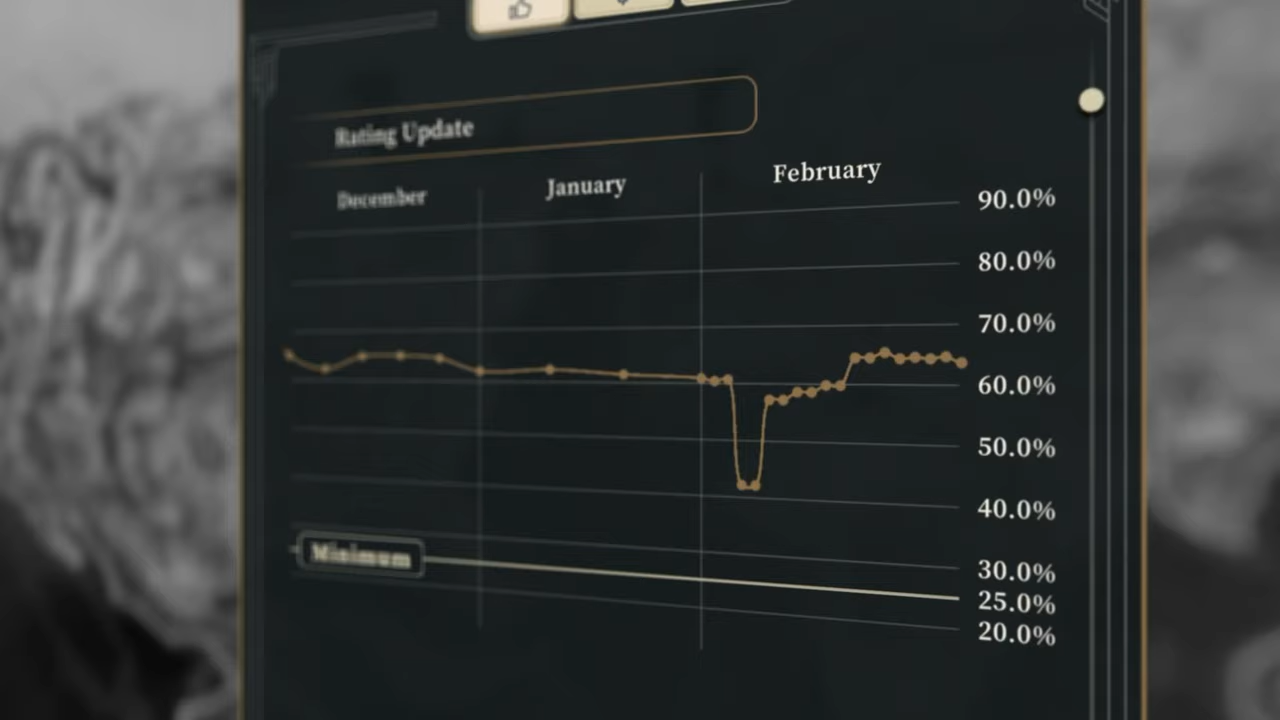 Rating Update
December
January
February
90.0%
80.0%
70.0%
60.0%
50.0%
40.0%
Minimum
30.0%
25.0%
20.0%